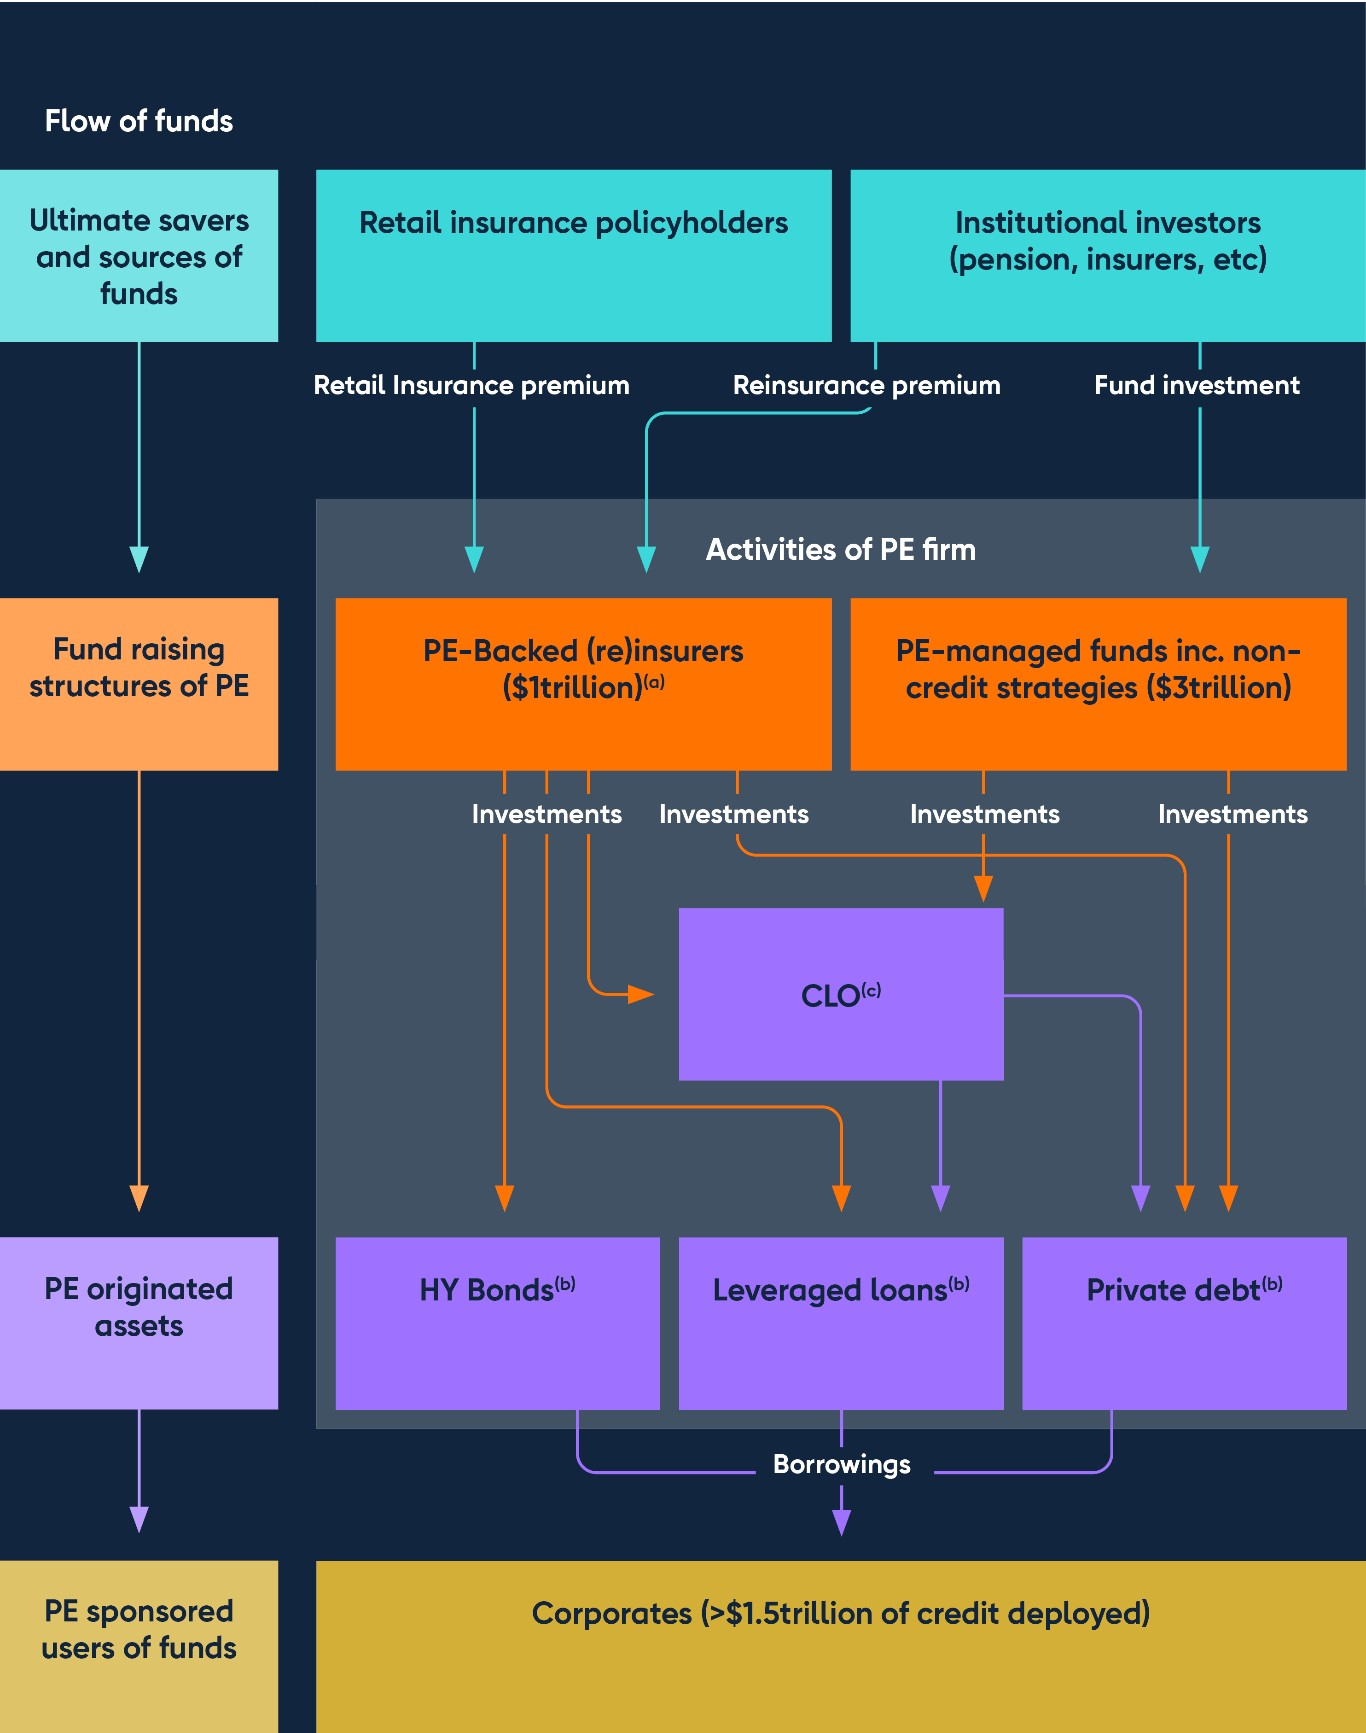 Flow of funds
Ultimate savers
and sources of
funds
Retail insurance policyholders
Institutional investors
(pension, insurers, etc)
Retail Insurance premium
Reinsurance premium
Fund investment
Activities of PE firm
Fund raising
structures of PE
PE-Backed (re)insurers
($1trillion)(a)
PE-managed funds inc. non-
credit strategies ($3trillion)
Investments
Investments
Investments
Investments
CLO(c)
PE originated
assets
HY Bonds(b)
Leveraged loans(b)
Private debt(b)
Borrowings
PE sponsored
users of funds
Corporates (>$1.5trillion of credit deployed)